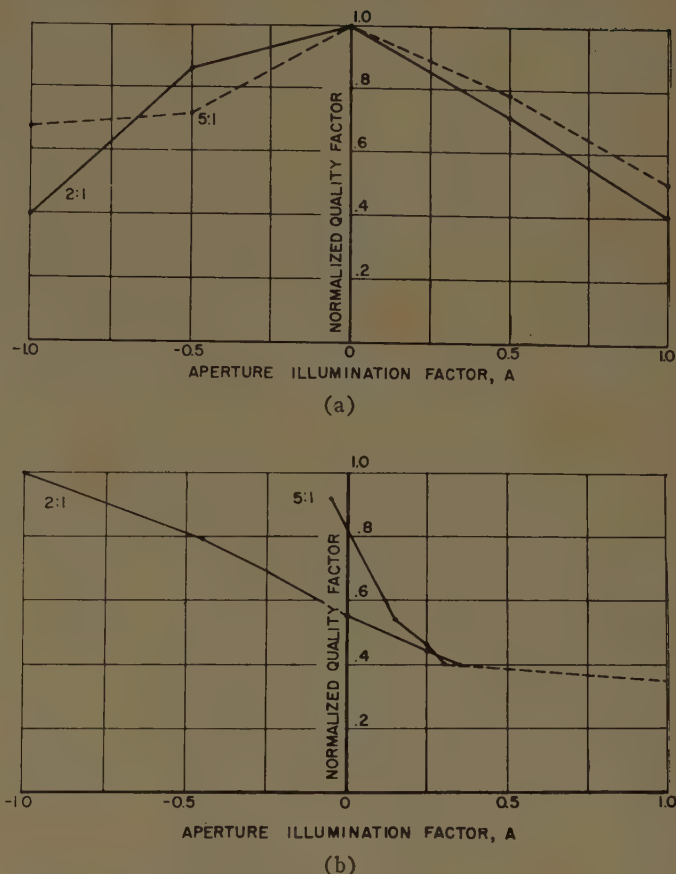 1.0
.8
.6
.4
.2
5:1
2:1
NORMALIZED QUALITY FACTOR
-1.0 -0.5 0 0.5 1.0
APERTURE ILLUMINATION FACTOR, A
(a)
1.0
2:1
5:1
.8
.6
.4
.2
NORMALIZED QUALITY FACTOR
-1.0 -0.5 0 0.5 1.0
APERTURE ILLUMINATION FACTOR, A
(b)